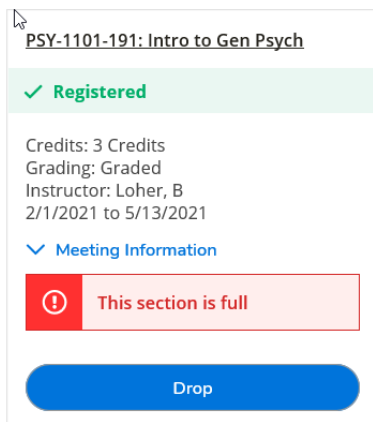 PSY-1101-191: Intro to Gen Psych
Registered
Credits: 3 Credits
Grading: Graded
Instructor: Loher, B
2/1/2021 to 5/13/2021
Meeting Information
This section is full
Drop